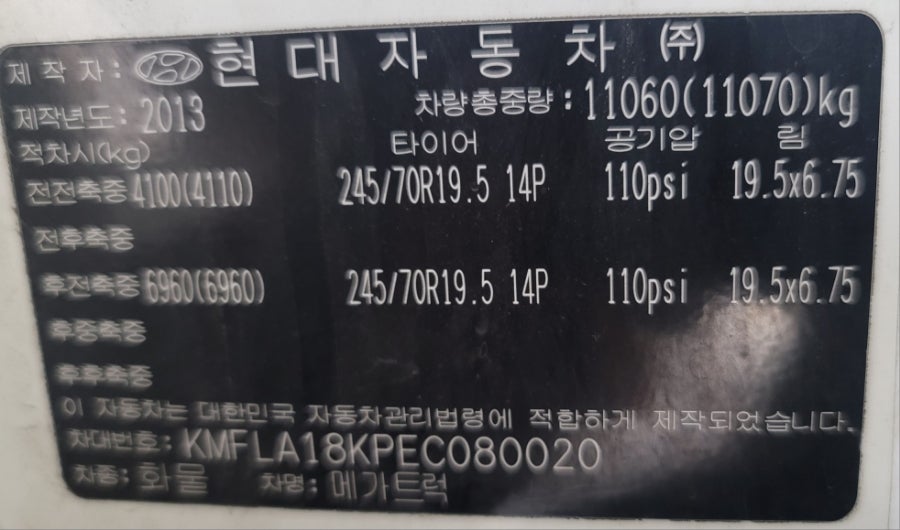 제작자: 현대자동차 ㈜
제작년도: 2013 차량총중량: 11060(11070)kg
적차시(kg) 타이어 공기압 림
전전축중 4100(4110) 245/70R19.5 14P 110psi 19.5x6.75
전후축중
후전축중 6960(6960) 245/70R19.5 14P 110psi 19.5x6.75
후중축중
후후축중
이 자동차는 대한민국 자동차관리법령에 적합하게 제작되었습니다.
차대번호: KMFLA18KPEC080020
차종: 화물 차명: 메가트럭